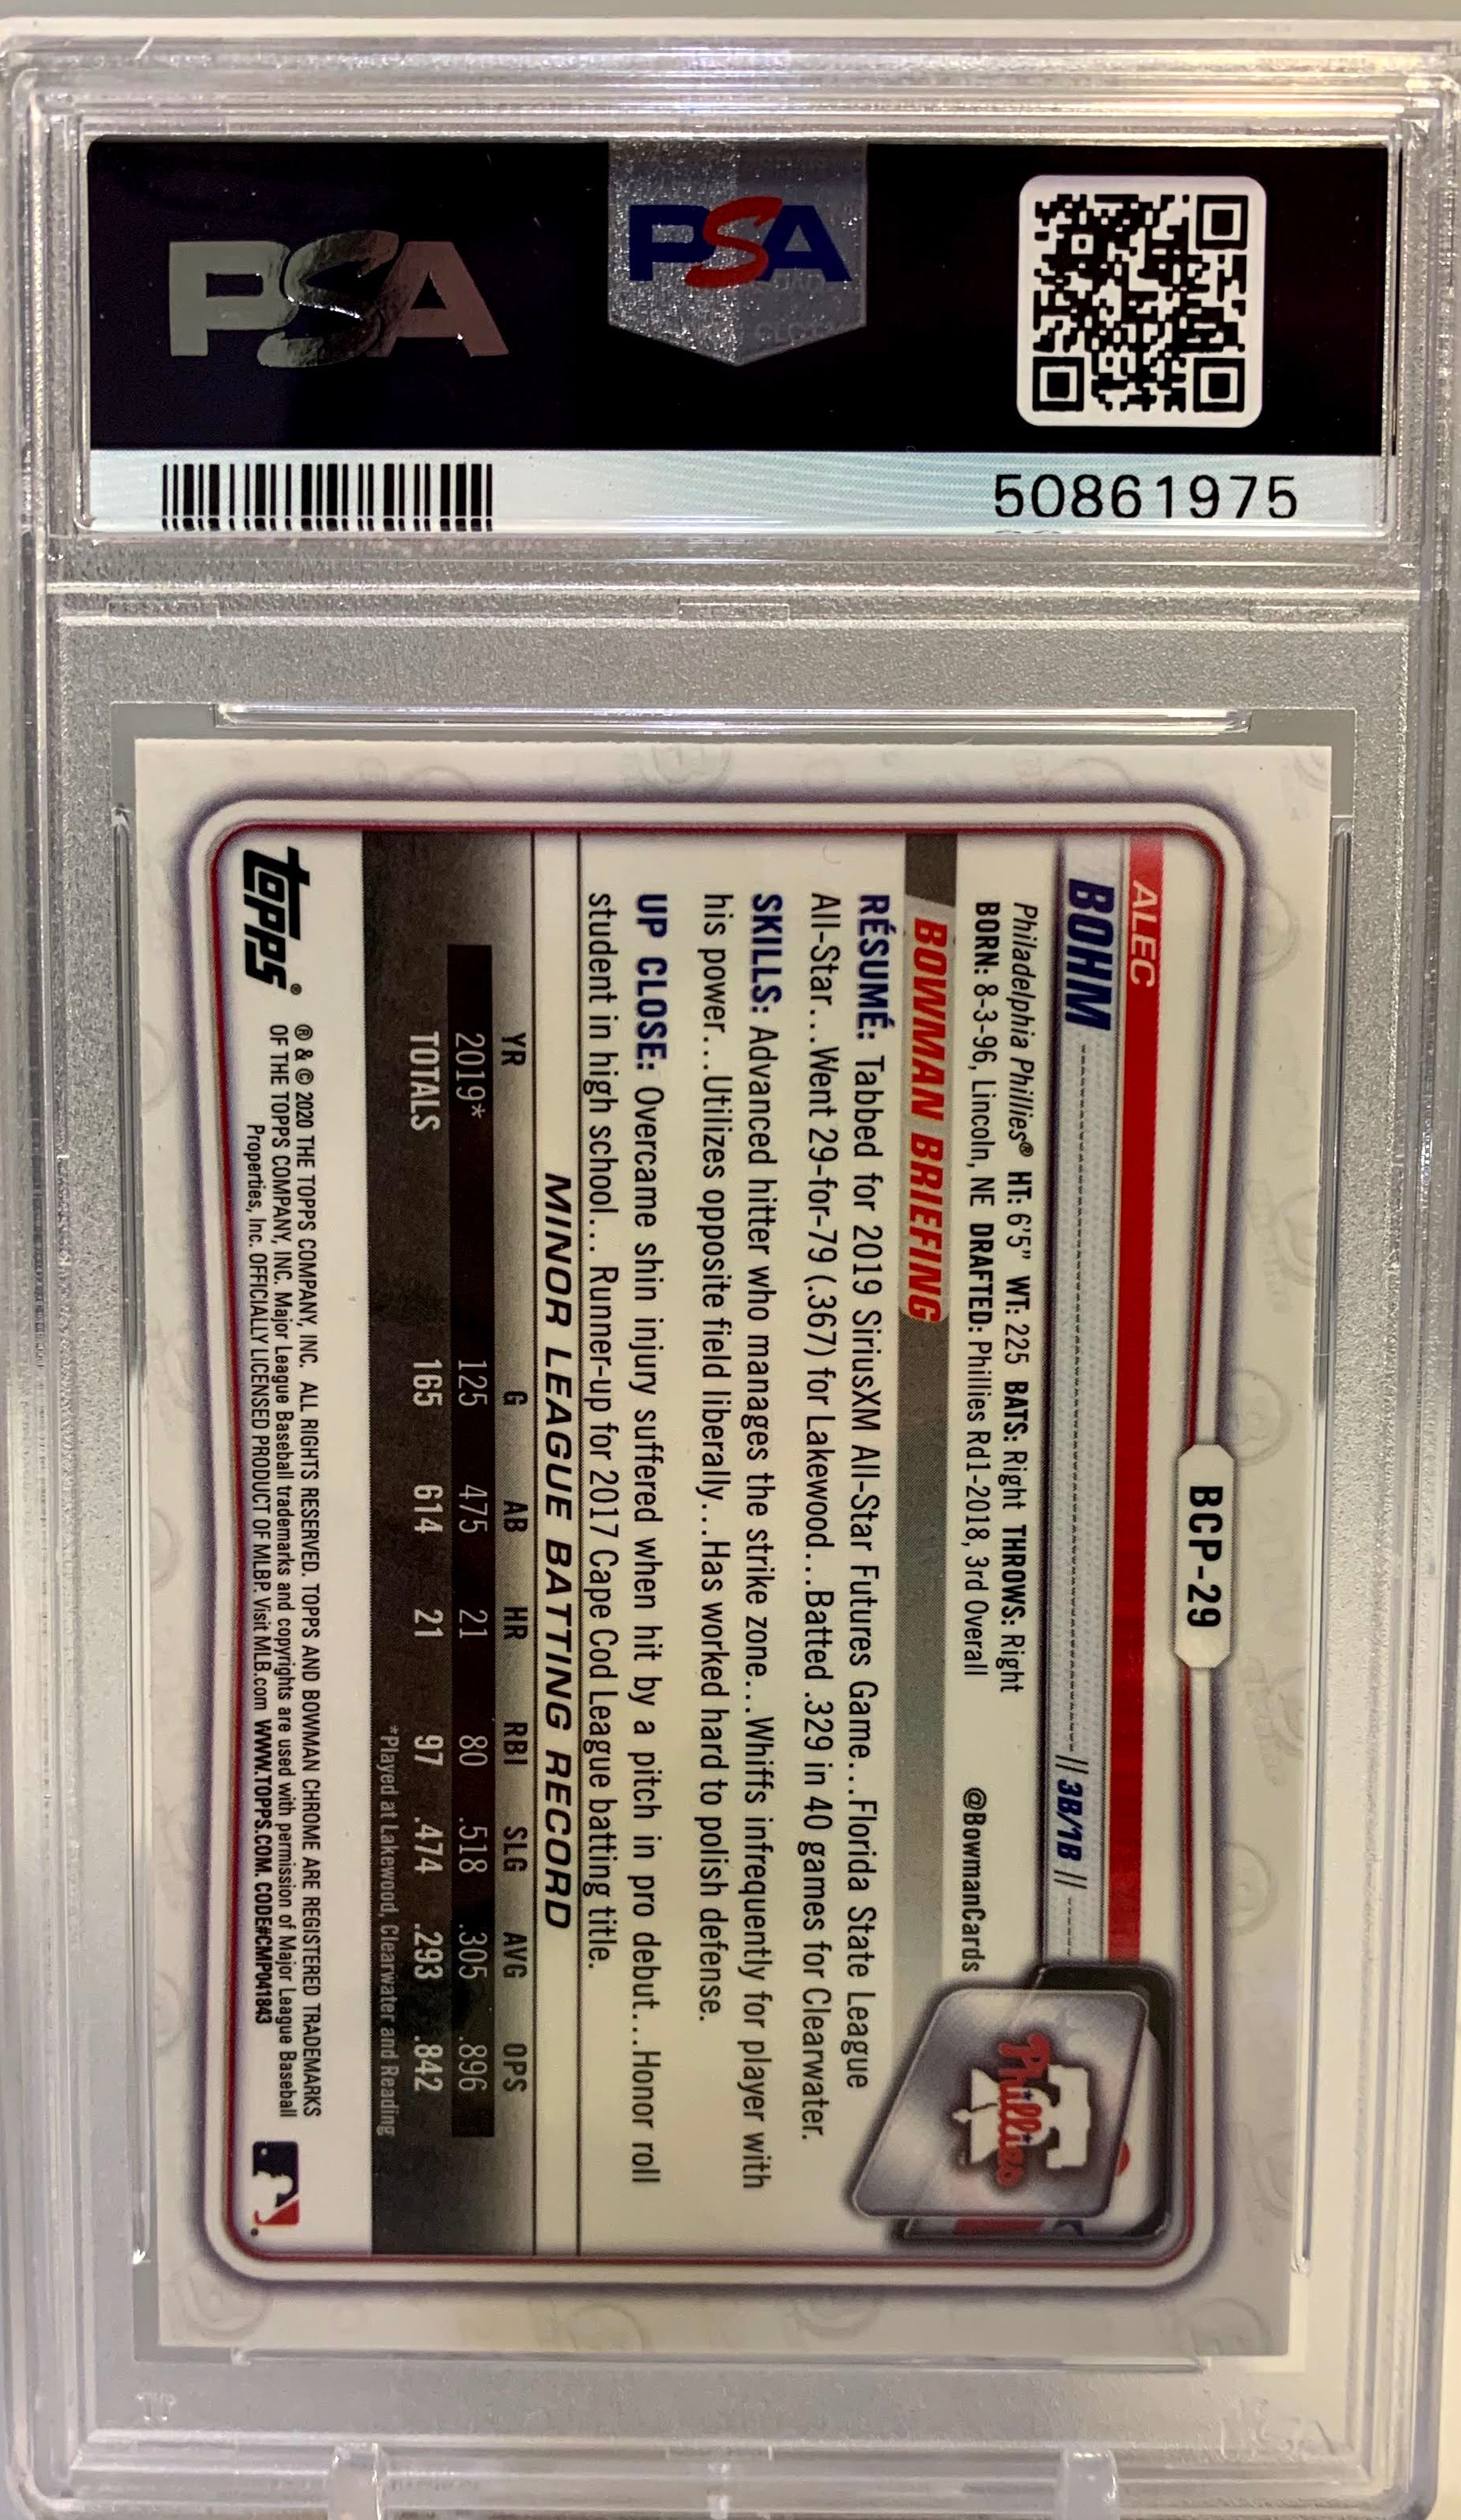 PSA
PSA
50861975
BCP-29
ALEC
BOHM
|| 3B/1B ||
Philadelphia Phillies® HT: 6'5" WT: 225 BATS: Right THROWS: Right
BORN: 8-3-96, Lincoln, NE DRAFTED: Phillies Rd1-2018, 3rd Overall
@BowmanCards
Phillies
BOWMAN BRIEFING
RÉSUMÉ: Tabbed for 2019 SiriusXM All-Star Futures Game...Florida State League
All-Star...Went 29-for-79 (.367) for Lakewood...Batted .329 in 40 games for Clearwater.
SKILLS: Advanced hitter who manages the strike zone...Whiffs infrequently for player with
his power...Utilizes opposite field liberally...Has worked hard to polish defense.
UP CLOSE: Overcame shin injury suffered when hit by a pitch in pro debut...Honor roll
student in high school... Runner-up for 2017 Cape Cod League batting title.
MINOR LEAGUE BATTING RECORD
YR G AB HR RBI SLG AVG OPS
2019* 125 475 21 80 .518 .305 .896
TOTALS 165 614 21 97 .474 .293 .842
*Played at Lakewood, Clearwater and Reading
topps®
® & © 2020 THE TOPPS COMPANY, INC. ALL RIGHTS RESERVED. TOPPS AND BOWMAN CHROME ARE REGISTERED TRADEMARKS
OF THE TOPPS COMPANY, INC. Major League Baseball trademarks and copyrights are used with permission of Major League Baseball
Properties, Inc. OFFICIALLY LICENSED PRODUCT OF MLBP. Visit MLB.com WWW.TOPPS.COM. CODE#CMP041843